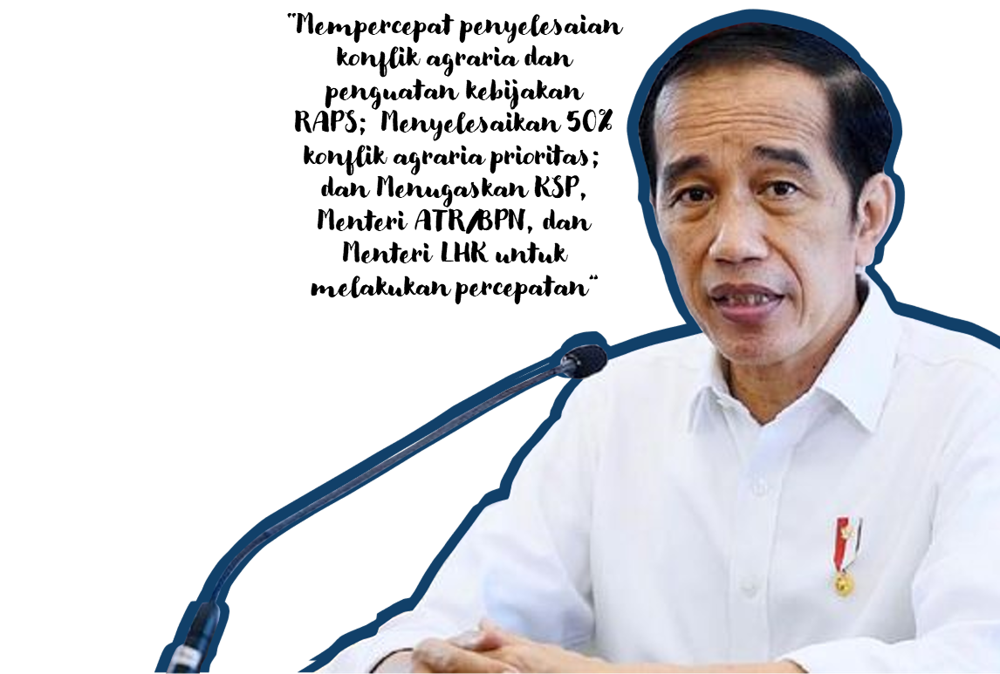 "Mempercepat penyelesaian
konflik agraria dan
penguatan kebijakan
RAPS; Menyelesaikan 50%
konflik agraria prioritas;
dan Menugaskan KSP,
Menteri ATR/BPN, dan
Menteri LHK untuk
melakukan percepatan"